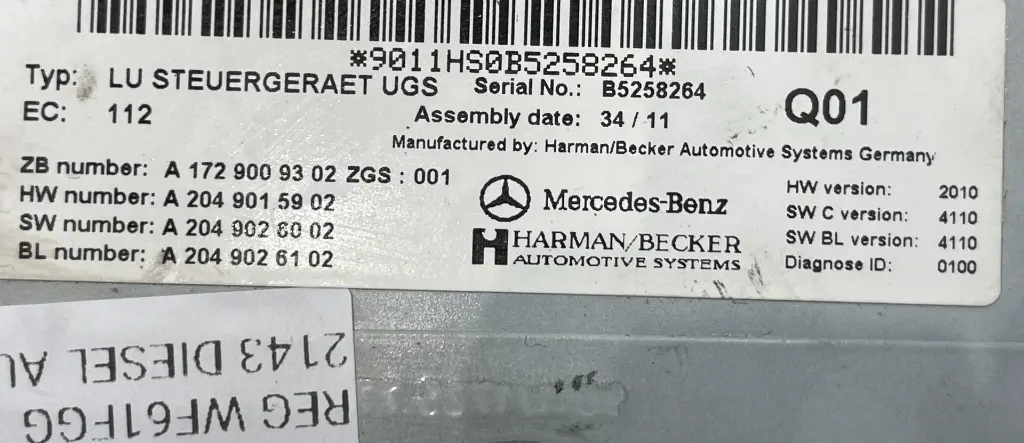 *9011HS0B5258264*
Typ: LU STEUERGERAET UGS Serial No.: B5258264
EC: 112 Assembly date: 34 / 11
Q01
Manufactured by: Harman/Becker Automotive Systems Germany
ZB number: A 172 900 93 02 ZGS : 001
HW number: A 204 901 59 02
SW number: A 204 902 60 02
BL number: A 204 902 61 02
Mercedes-Benz
HARMAN/BECKER
AUTOMOTIVE SYSTEMS
HW version: 2010
SW C version: 4110
SW BL version: 4110
Diagnose ID: 0100
REG WF61FGG
2143 DIESEL